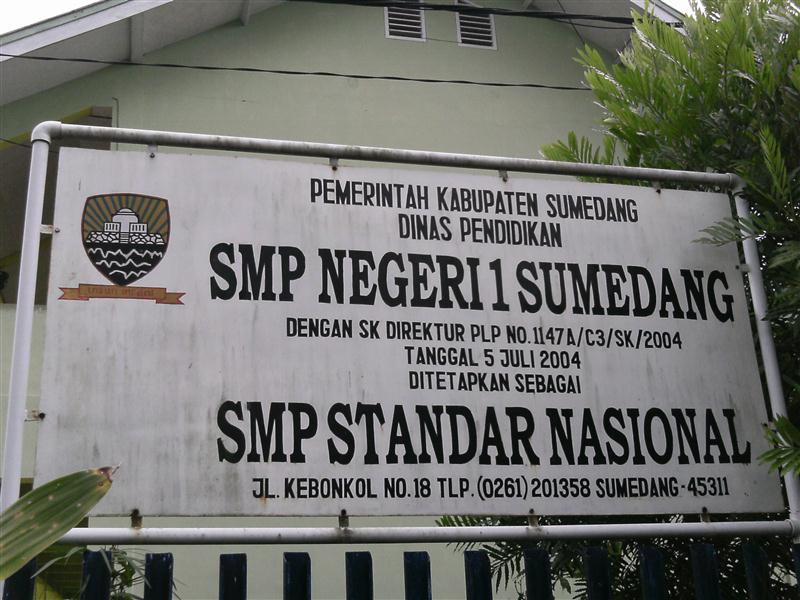 PEMERINTAH KABUPATEN SUMEDANG
DINAS PENDIDIKAN
SMP NEGERI 1 SUMEDANG
DENGAN SK DIREKTUR PLP NO. 1147A/C3/SK/2004
TANGGAL 5 JULI 2004
DITETAPKAN SEBAGAI
SMP STANDAR NASIONAL
JL. KEBONKOL NO. 18 TLP. (0261) 201358 SUMEDANG-45311